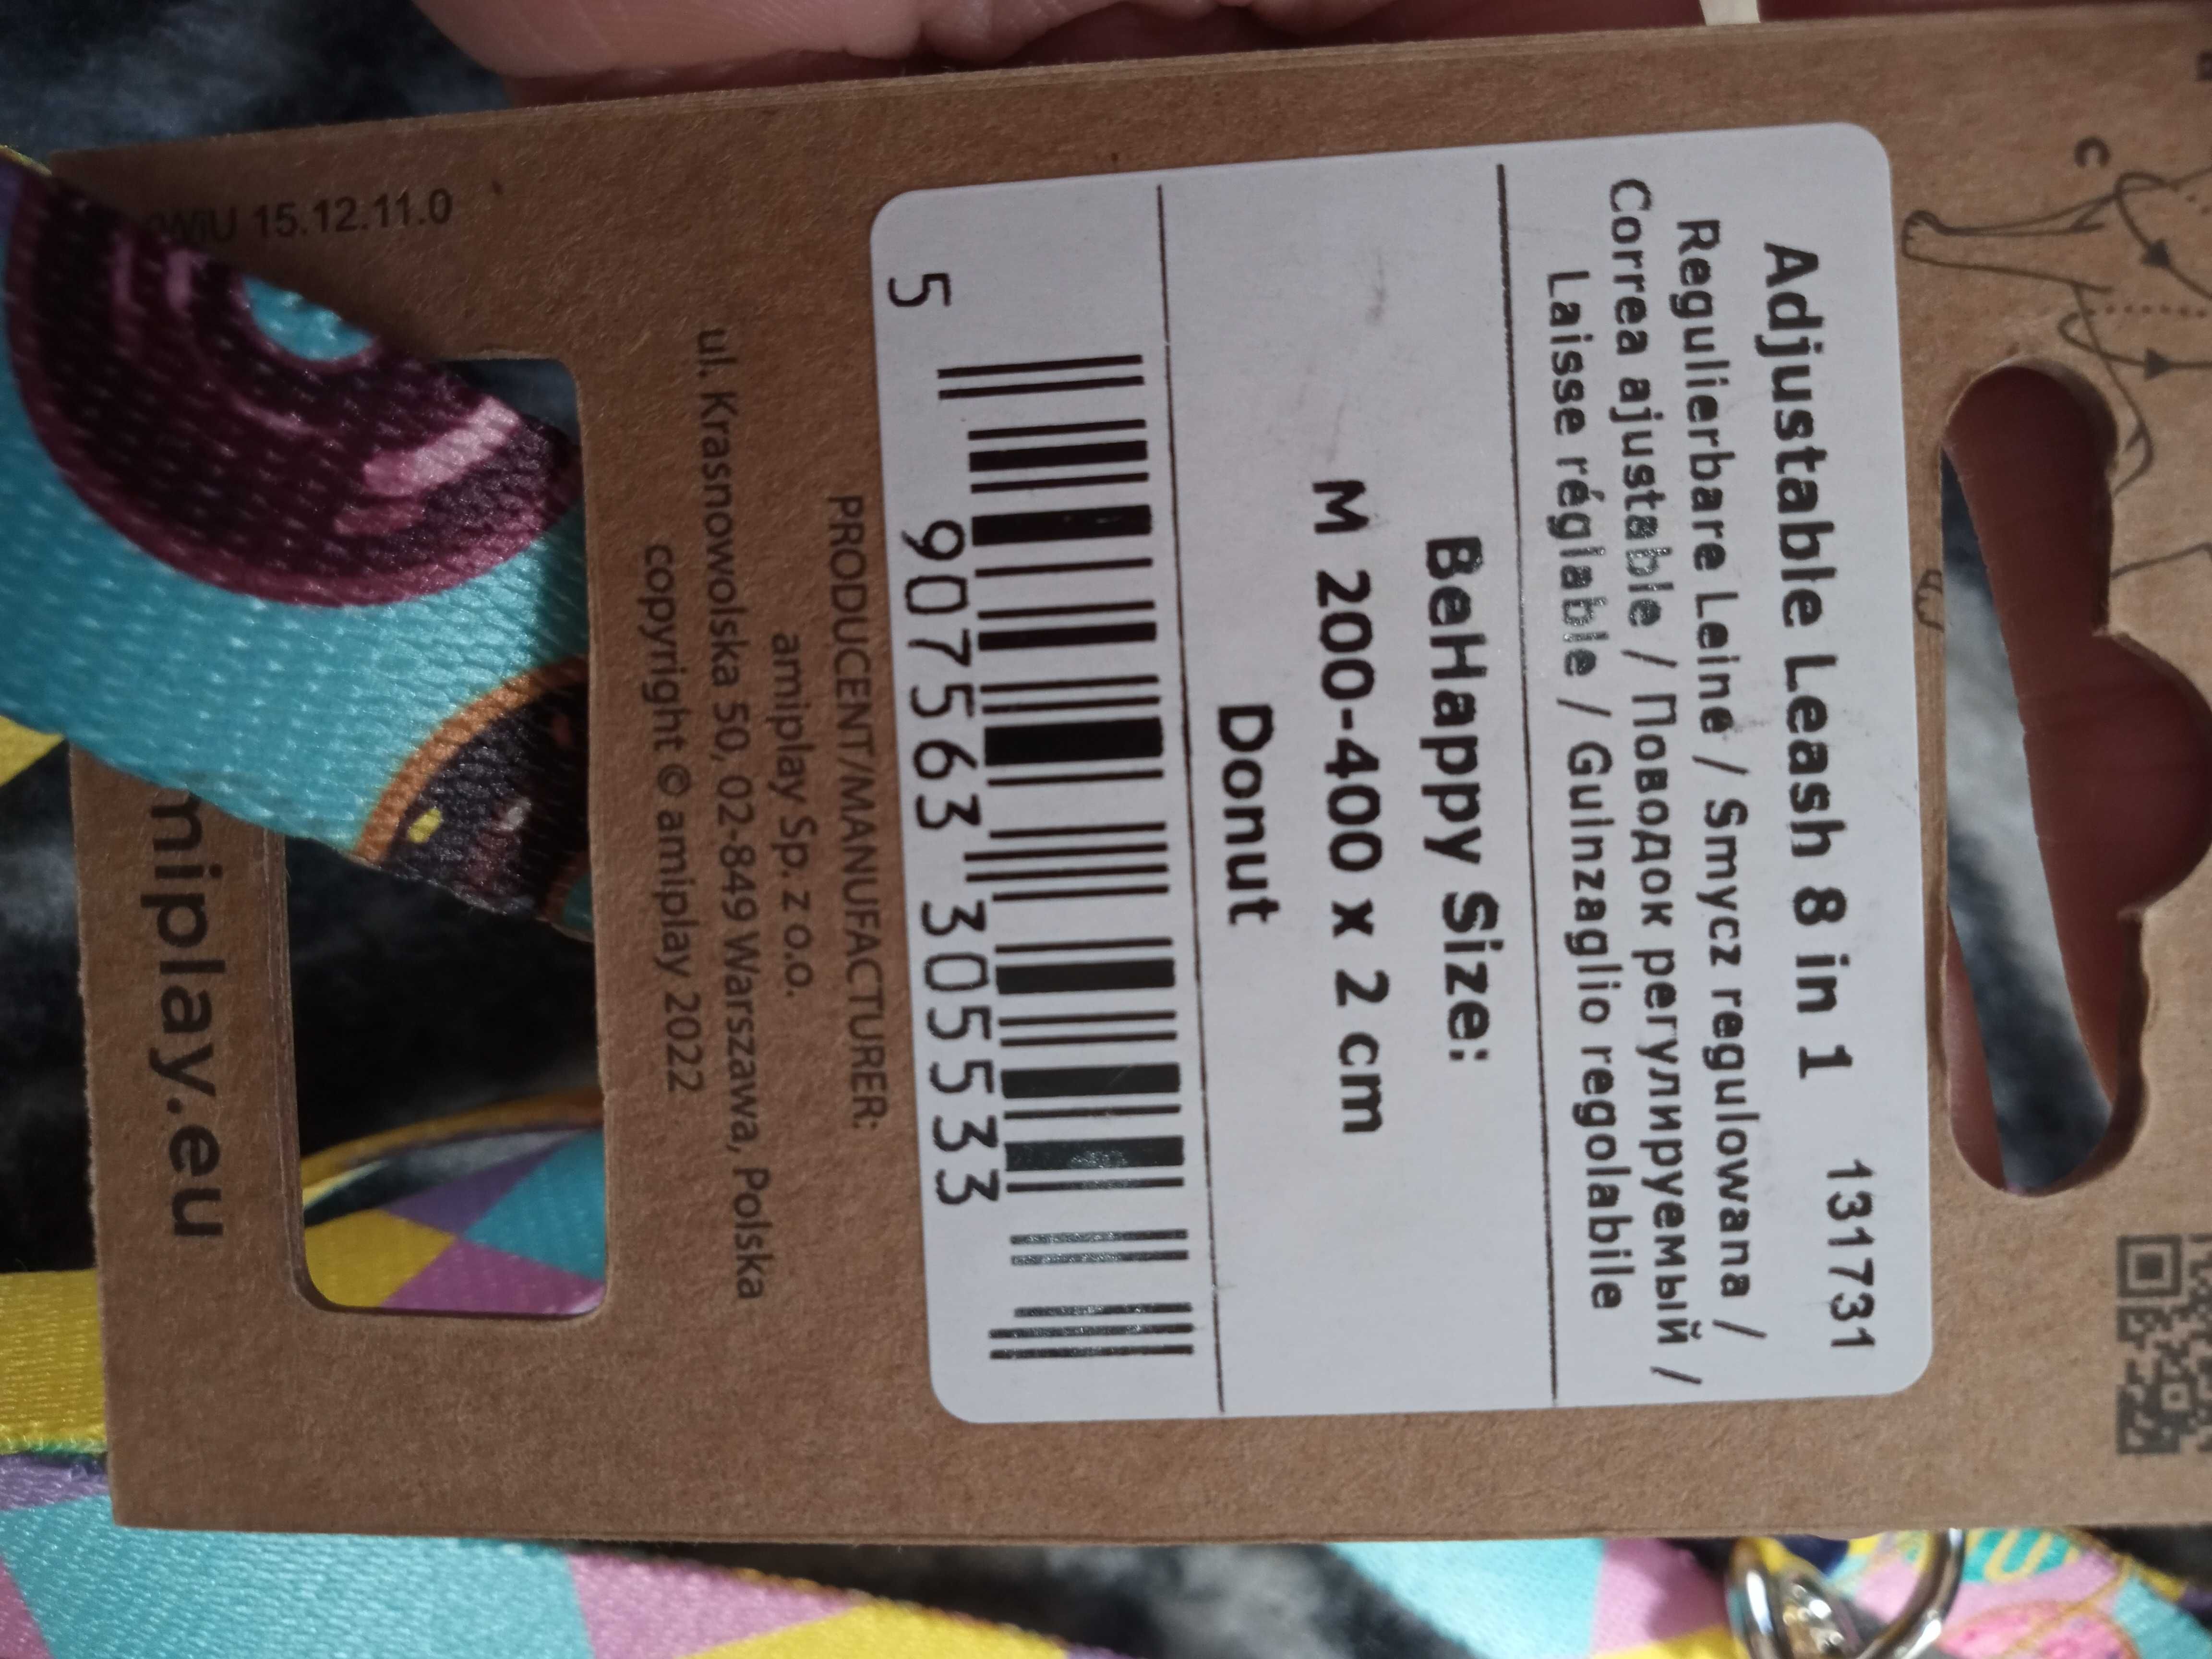 C
Adjustable Leash 8 in 1 131731
Regulierbare Leine / Smycz regulowana /
Correa ajustable / Поводок регулируемый /
Laisse réglable / Guinzaglio regolabile
BeHappy Size:
M 200-400 x 2 cm
Donut
5 907563 305533
PRODUCENT/MANUFACTURER:
amiplay Sp. z o.o.
ul. Krasnowolska 50, 02-849 Warszawa, Polska
copyright © amiplay 2022
15.12.11.0
miplay.eu